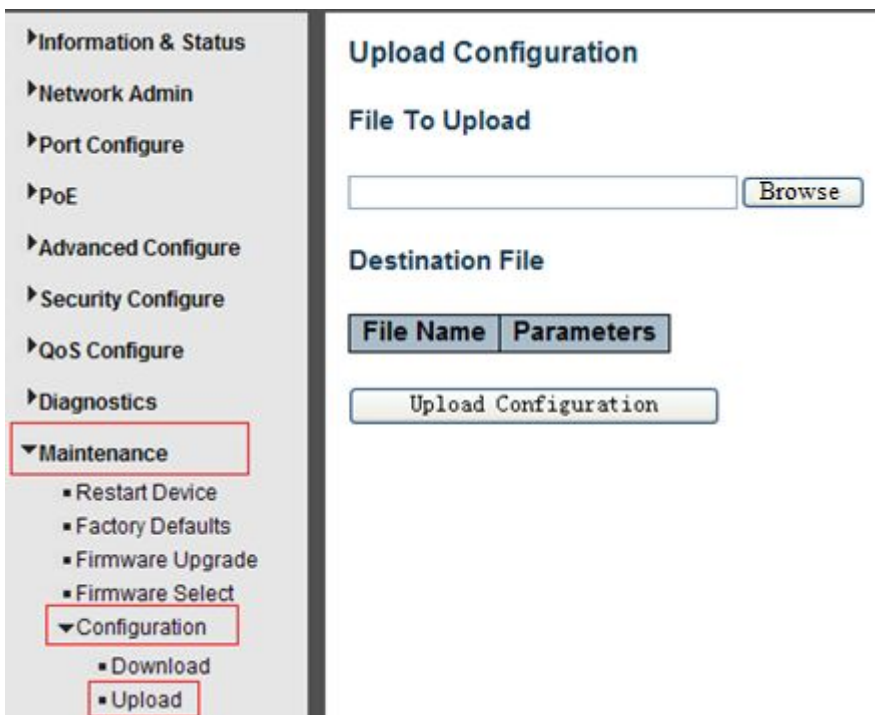 Information & Status
Network Admin
Port Configure
PoE
Advanced Configure
Security Configure
QoS Configure
Diagnostics
Maintenance
Restart Device
Factory Defaults
Firmware Upgrade
Firmware Select
Configuration
Download
Upload
Upload Configuration
File To Upload
Browse
Destination File
File Name Parameters
Upload Configuration